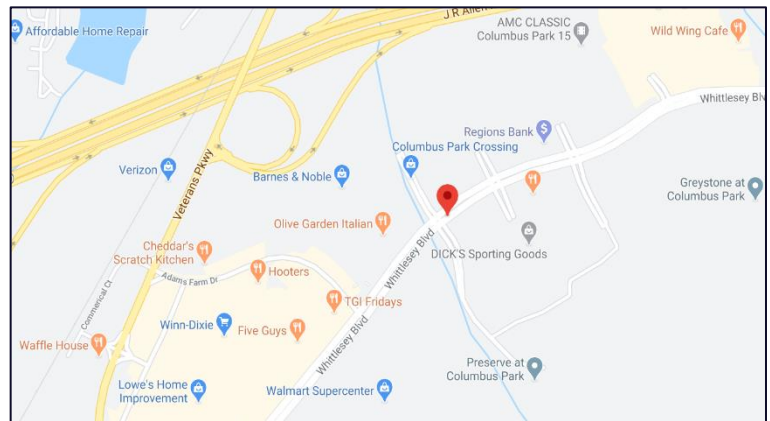 J R Allen
AMC CLASSIC
Columbus Park 15
Wild Wing Cafe
Affordable Home Repair
Whittlesey Blv
Regions Bank
Columbus Park Crossing
Verizon
Barnes & Noble
Greystone at
Columbus Park
Veterans Pkwy
Olive Garden Italian
Whittlesey Blvd
DICK'S Sporting Goods
Cheddar's
Scratch Kitchen
Hooters
Adams Farm Dr
Commerical Ct
TGI Fridays
Winn-Dixie
Five Guys
Whittlesey Blvd
Waffle House
Preserve at
Columbus Park
Lowe's Home
Improvement
Walmart Supercenter